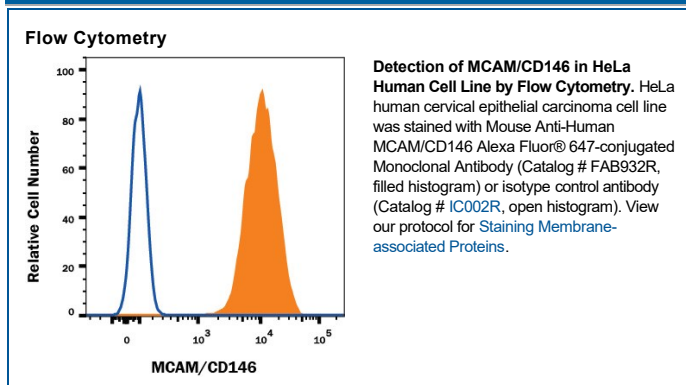 Flow Cytometry
100
80
60
40
20
0
Relative Cell Number
0
10³
10⁴
10⁵
MCAM/CD146
Detection of MCAM/CD146 in HeLa
Human Cell Line by Flow Cytometry. HeLa
human cervical epithelial carcinoma cell line
was stained with Mouse Anti-Human
MCAM/CD146 Alexa Fluor® 647-conjugated
Monoclonal Antibody (Catalog # FAB932R,
filled histogram) or isotype control antibody
(Catalog # IC002R, open histogram). View
our protocol for Staining Membrane-
associated Proteins.